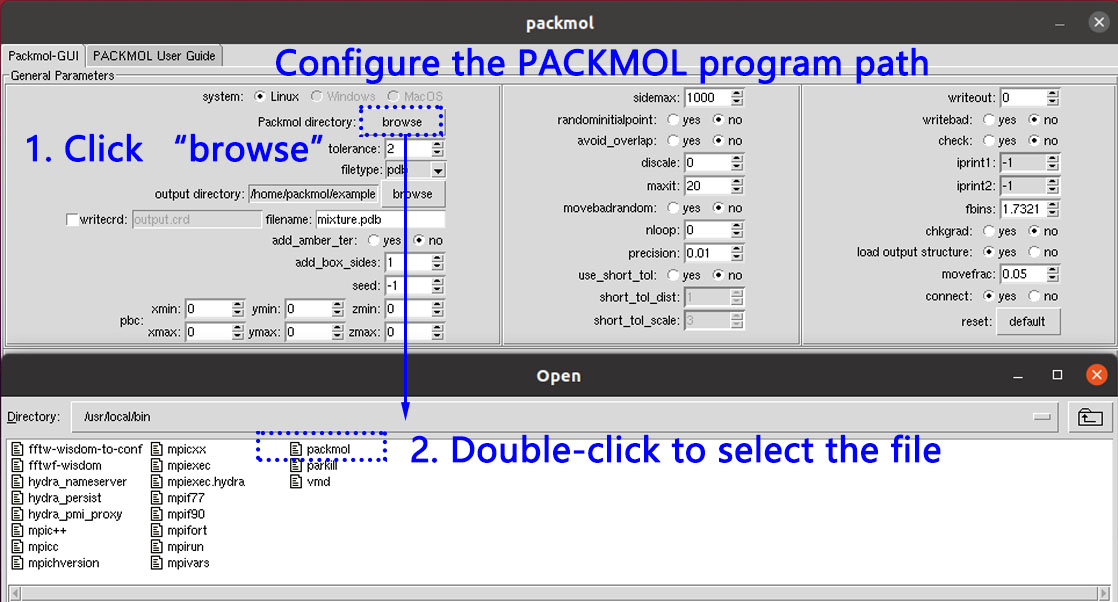 packmol
Packmol-GUI PACKMOL User Guide
Configure the PACKMOL program path
General Parameters
system: Linux Windows MacOS
Packmol directory: browse
1. Click “browse”
tolerance: 2
filetype: pdb
output directory: /home/packmol/example browse
writecrd: output.crd filename: mixture.pdb
add_amber_ter: yes no
add_box_sides: 1
seed: -1
pbc:
xmin: 0 ymin: 0 zmin: 0
xmax: 0 ymax: 0 zmax: 0
sidemax: 1000
randominitialpoint: yes no
avoid_overlap: yes no
discale: 0
maxit: 20
movebadrandom: yes no
nloop: 0
precision: 0.01
use_short_tol: yes no
short_tol_dist: 1
short_tol_scale: 3
writeout: 0
writebad: yes no
check: yes no
iprint1: -1
iprint2: -1
fbins: 1.7321
chkgrad: yes no
load output structure: yes no
movefrac: 0.05
connect: yes no
reset: default
Open
Directory: /usr/local/bin
fftw-wisdom-to-conf mpicxx packmol
fftwf-wisdom mpiexec parkill
hydra_nameserver mpiexec.hydra vmd
hydra_persist mpif77
hydra_pmi_proxy mpif90
mpic++ mpifort
mpicc mpirun
mpichversion mpivars
2. Double-click to select the file